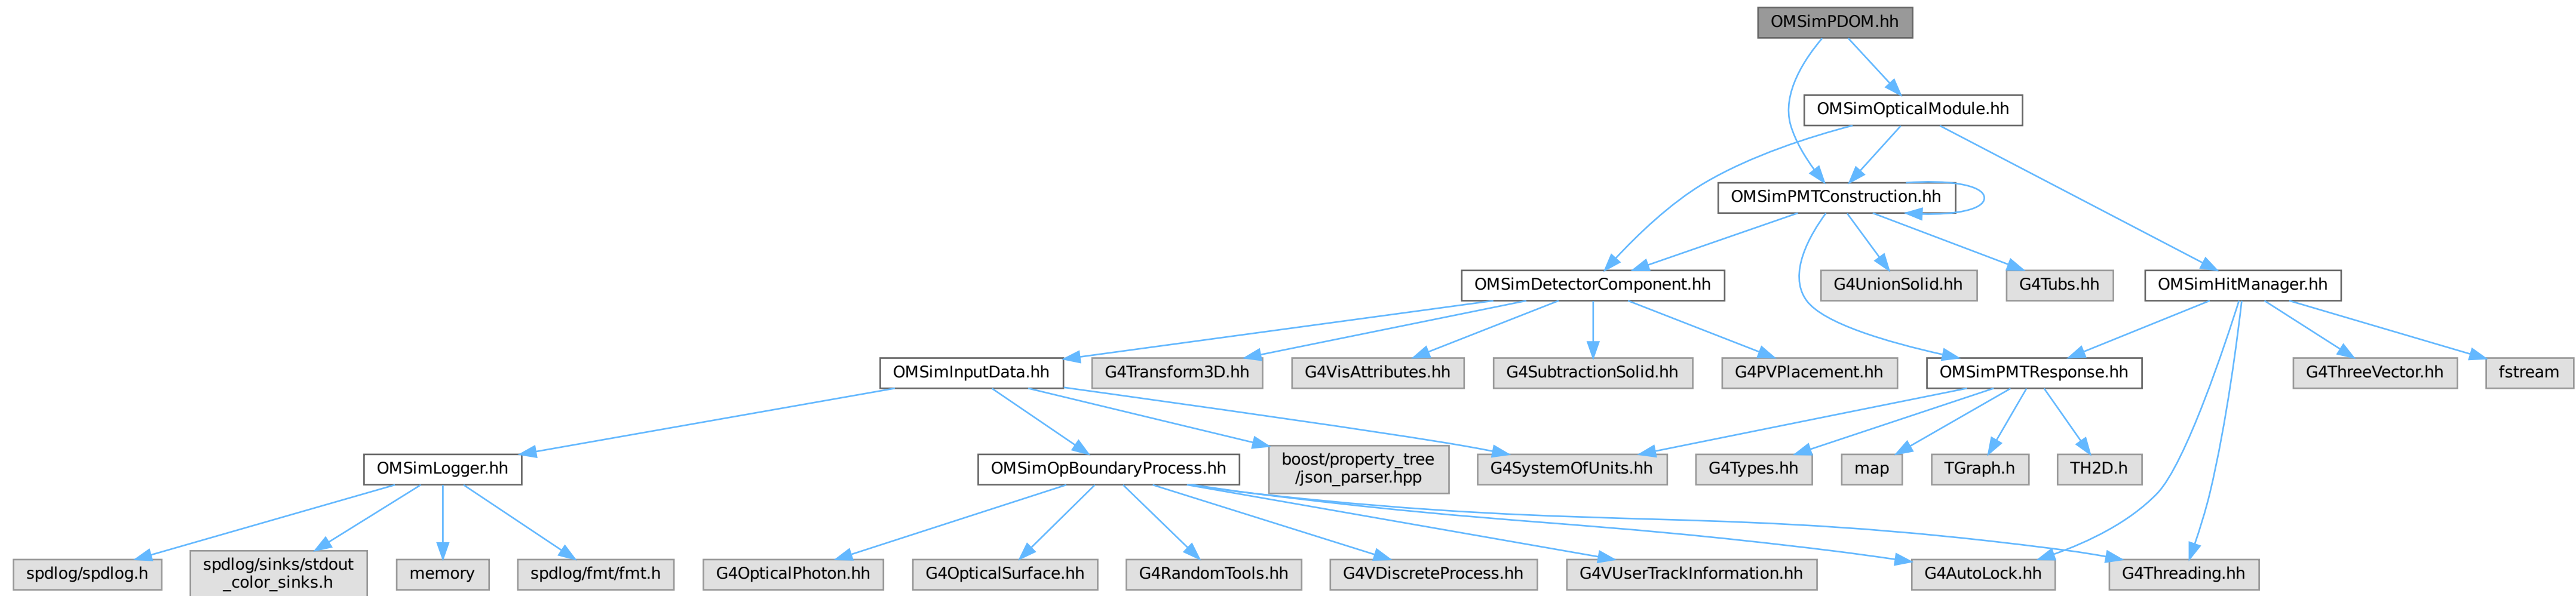 OMSimPDOM.hh
OMSimOpticalModule.hh
OMSimPMTConstruction.hh
OMSimDetectorComponent.hh
G4UnionSolid.hh
G4Tubs.hh
OMSimHitManager.hh
OMSimInputData.hh
G4Transform3D.hh
G4VisAttributes.hh
G4SubtractionSolid.hh
G4PVPlacement.hh
OMSimPMTResponse.hh
G4ThreeVector.hh
fstream
OMSimLogger.hh
OMSimOpBoundaryProcess.hh
boost/property_tree
/json_parser.hpp
G4SystemOfUnits.hh
G4Types.hh
map
TGraph.h
TH2D.h
spdlog/spdlog.h
spdlog/sinks/stdout
_color_sinks.h
memory
spdlog/fmt/fmt.h
G4OpticalPhoton.hh
G4OpticalSurface.hh
G4RandomTools.hh
G4VDiscreteProcess.hh
G4VUserTrackInformation.hh
G4AutoLock.hh
G4Threading.hh